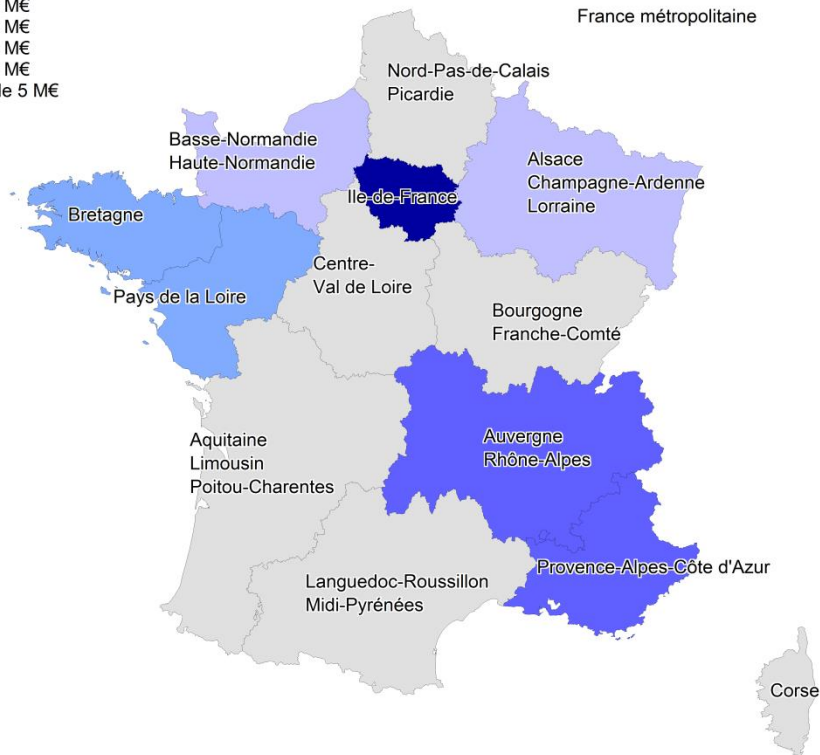 M€
M€
M€
M€
le 5 M€
France métropolitaine
Nord-Pas-de-Calais
Picardie
Basse-Normandie
Haute-Normandie
Alsace
Champagne-Ardenne
Lorraine
Ile-de-France
Bretagne
Centre-
Val de Loire
Pays de la Loire
Bourgogne
Franche-Comté
Aquitaine
Limousin
Poitou-Charentes
Auvergne
Rhône-Alpes
Provence-Alpes-Côte d'Azur
Languedoc-Roussillon
Midi-Pyrénées
Corse